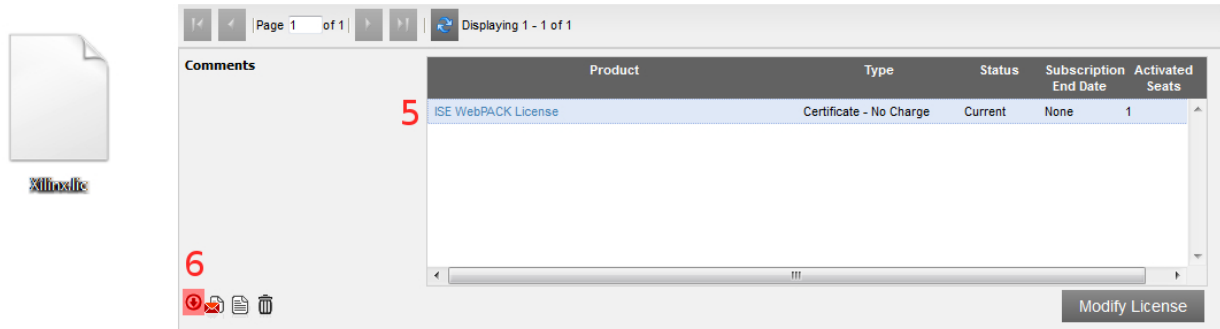 Page 1 of 1 Displaying 1 - 1 of 1
Comments
Product Type Status Subscription End Date Activated Seats
5
ISE WebPACK License Certificate - No Charge Current None 1
Xilinx.lic
6
Modify License